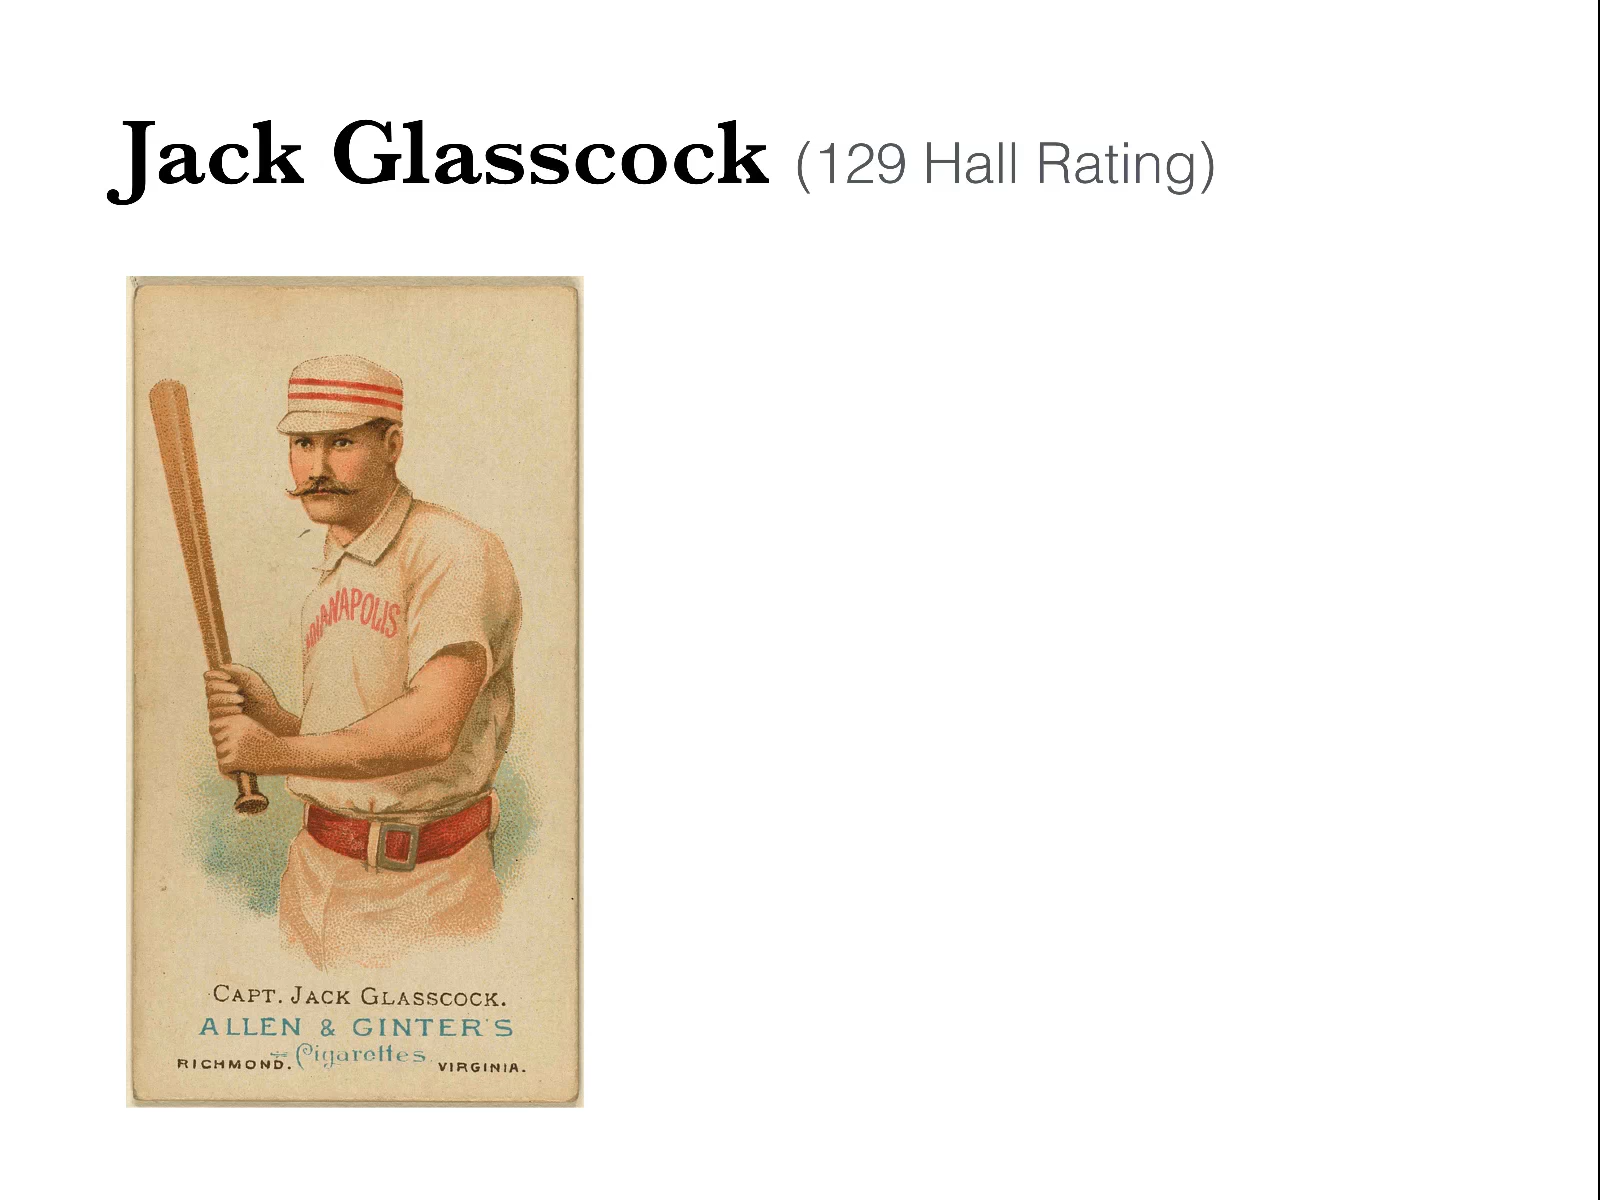 Jack Glasscock (129 Hall Rating)
INDIANAPOLIS
CAPT. JACK GLASSCOCK.
ALLEN & GINTER'S
Cigarettes
RICHMOND. VIRGINIA.